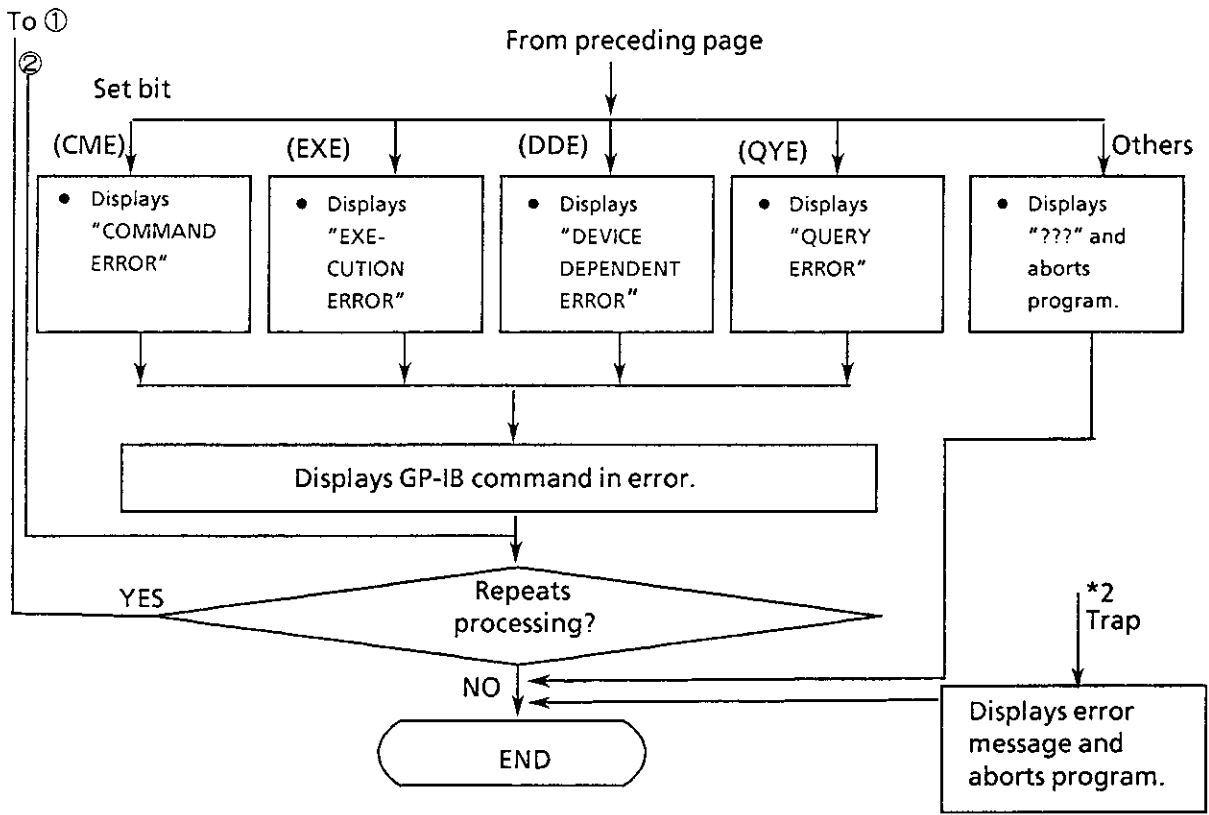 To ①
②
From preceding page
Set bit
(CME)
(EXE)
(DDE)
(QYE)
Others
● Displays
"COMMAND
ERROR"
● Displays
"EXE-
CUTION
ERROR"
● Displays
"DEVICE
DEPENDENT
ERROR"
● Displays
"QUERY
ERROR"
● Displays
"???" and
aborts
program.
Displays GP-IB command in error.
YES
Repeats
processing?
*2
Trap
NO
Displays error
message and
aborts program.
END